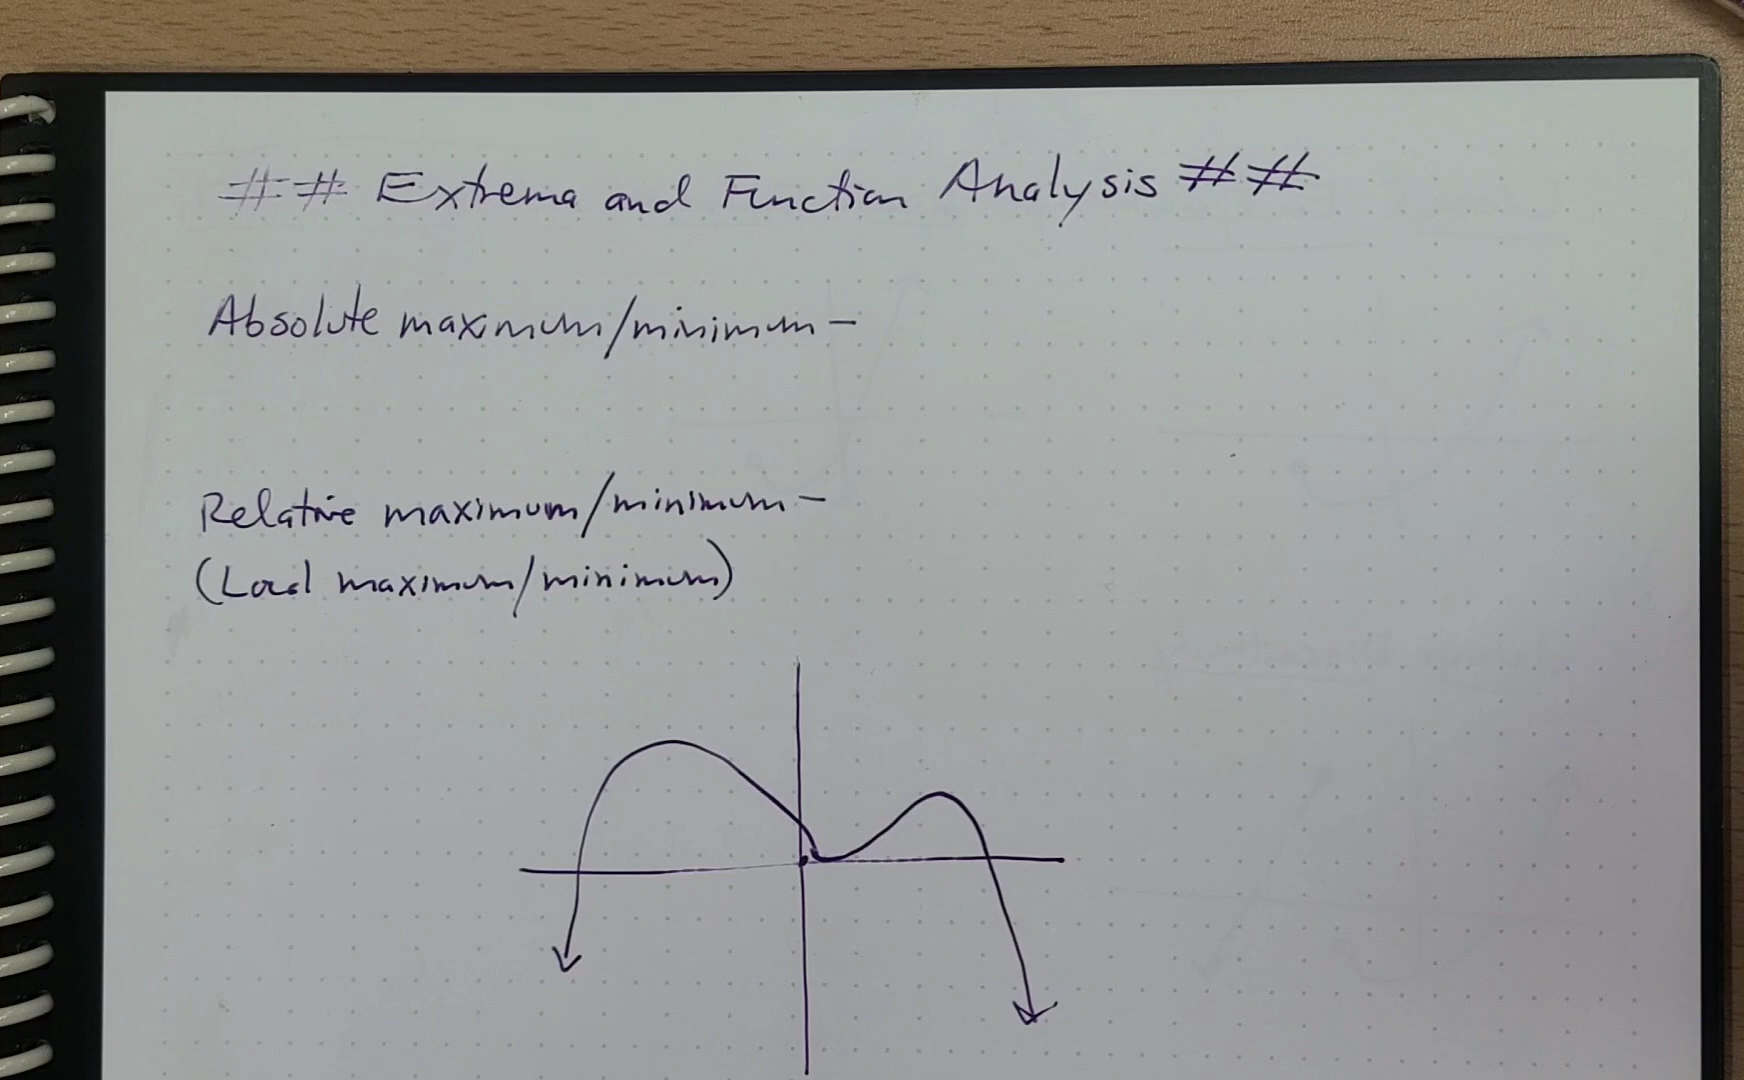 ## Extrema and Function Analysis ##
Absolute maximum/minimum -
Relative maximum/minimum -
(Local maximum/minimum)